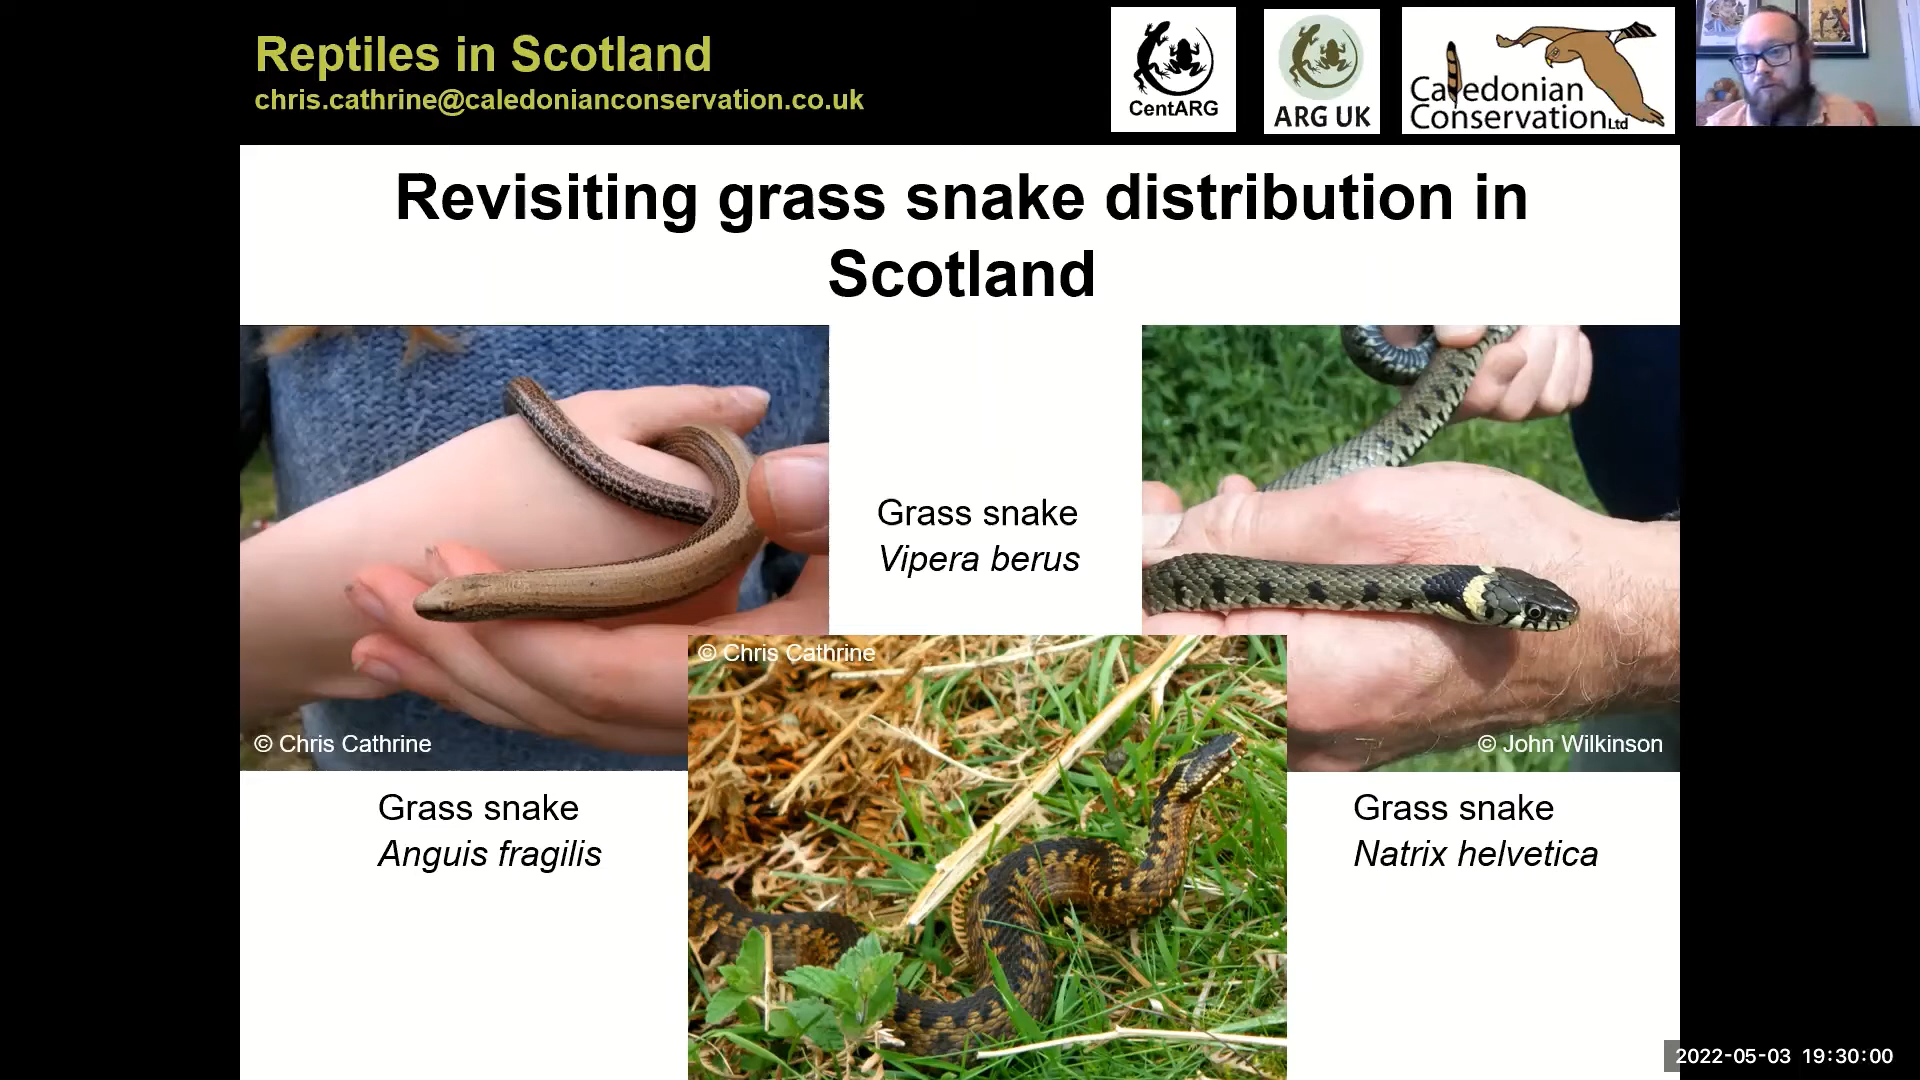 Reptiles in Scotland
chris.cathrine@caledonianconservation.co.uk
CentARG
ARG UK
Caledonian
Conservation Ltd
Revisiting grass snake distribution in
Scotland
Grass snake
Vipera berus
© Chris Cathrine
© Chris Cathrine
© John Wilkinson
Grass snake
Anguis fragilis
Grass snake
Natrix helvetica
2022-05-03 19:30:00